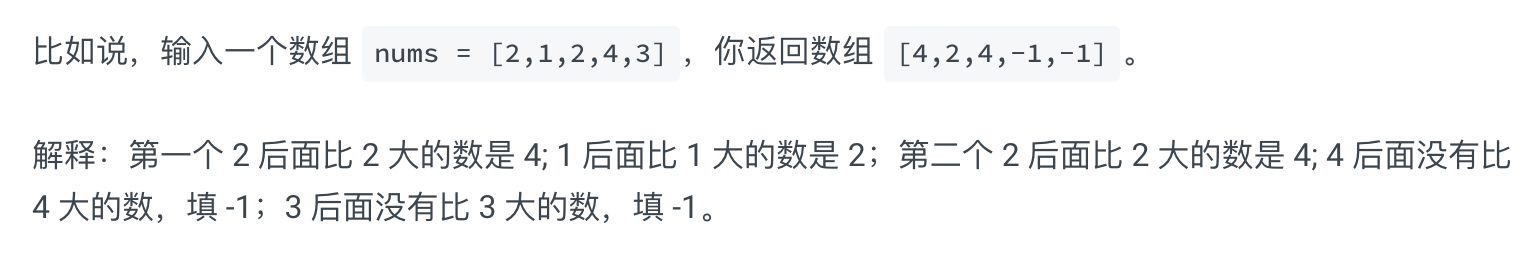 比如说，输入一个数组 nums = [2,1,2,4,3]，你返回数组 [4,2,4,-1,-1]。
解释：第一个 2 后面比 2 大的数是 4; 1 后面比 1 大的数是 2；第二个 2 后面比 2 大的数是 4; 4 后面没有比
4 大的数，填 -1；3 后面没有比 3 大的数，填 -1。